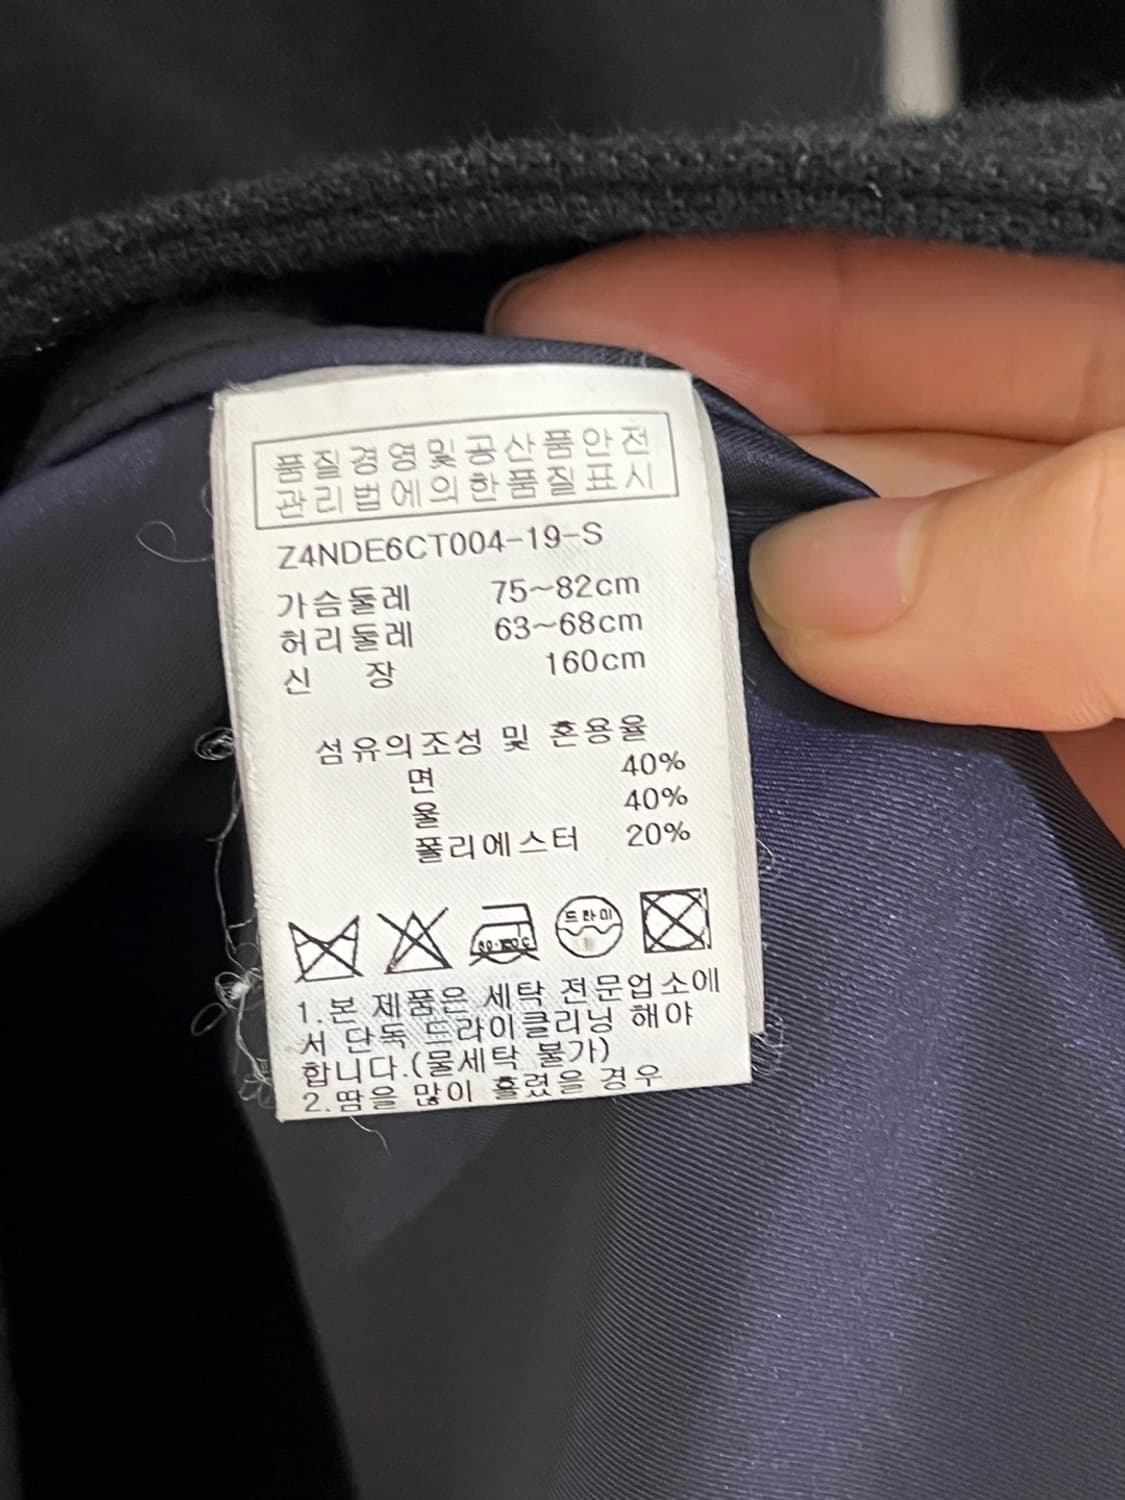 품질경영및공산품안전
관리법에의한품질표시
Z4NDE6CT004-19-S
가슴둘레 75~82cm
허리둘레 63~68cm
신 장 160cm
섬유의조성 및 혼용율
면 40%
울 40%
폴리에스터 20%
드라이
1.본 제품은 세탁 전문업소에
서 단독 드라이클리닝 해야
합니다.(물세탁 불가)
2.땀을 많이 흘렸을 경우